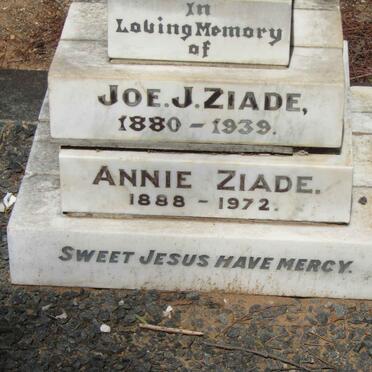 In
Loving Memory
of
JOE. J. ZIADE,
1880 - 1939.
ANNIE ZIADE.
1888 - 1972.
SWEET JESUS HAVE MERCY.